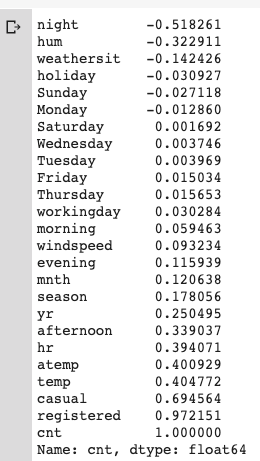 night -0.518261
hum -0.322911
weathersit -0.142426
holiday -0.030927
Sunday -0.027118
Monday -0.012860
Saturday 0.001692
Wednesday 0.003746
Tuesday 0.003969
Friday 0.015034
Thursday 0.015653
workingday 0.030284
morning 0.059463
windspeed 0.093234
evening 0.115939
mnth 0.120638
season 0.178056
yr 0.250495
afternoon 0.339037
hr 0.394071
atemp 0.400929
temp 0.404772
casual 0.694564
registered 0.972151
cnt 1.000000
Name: cnt, dtype: float64